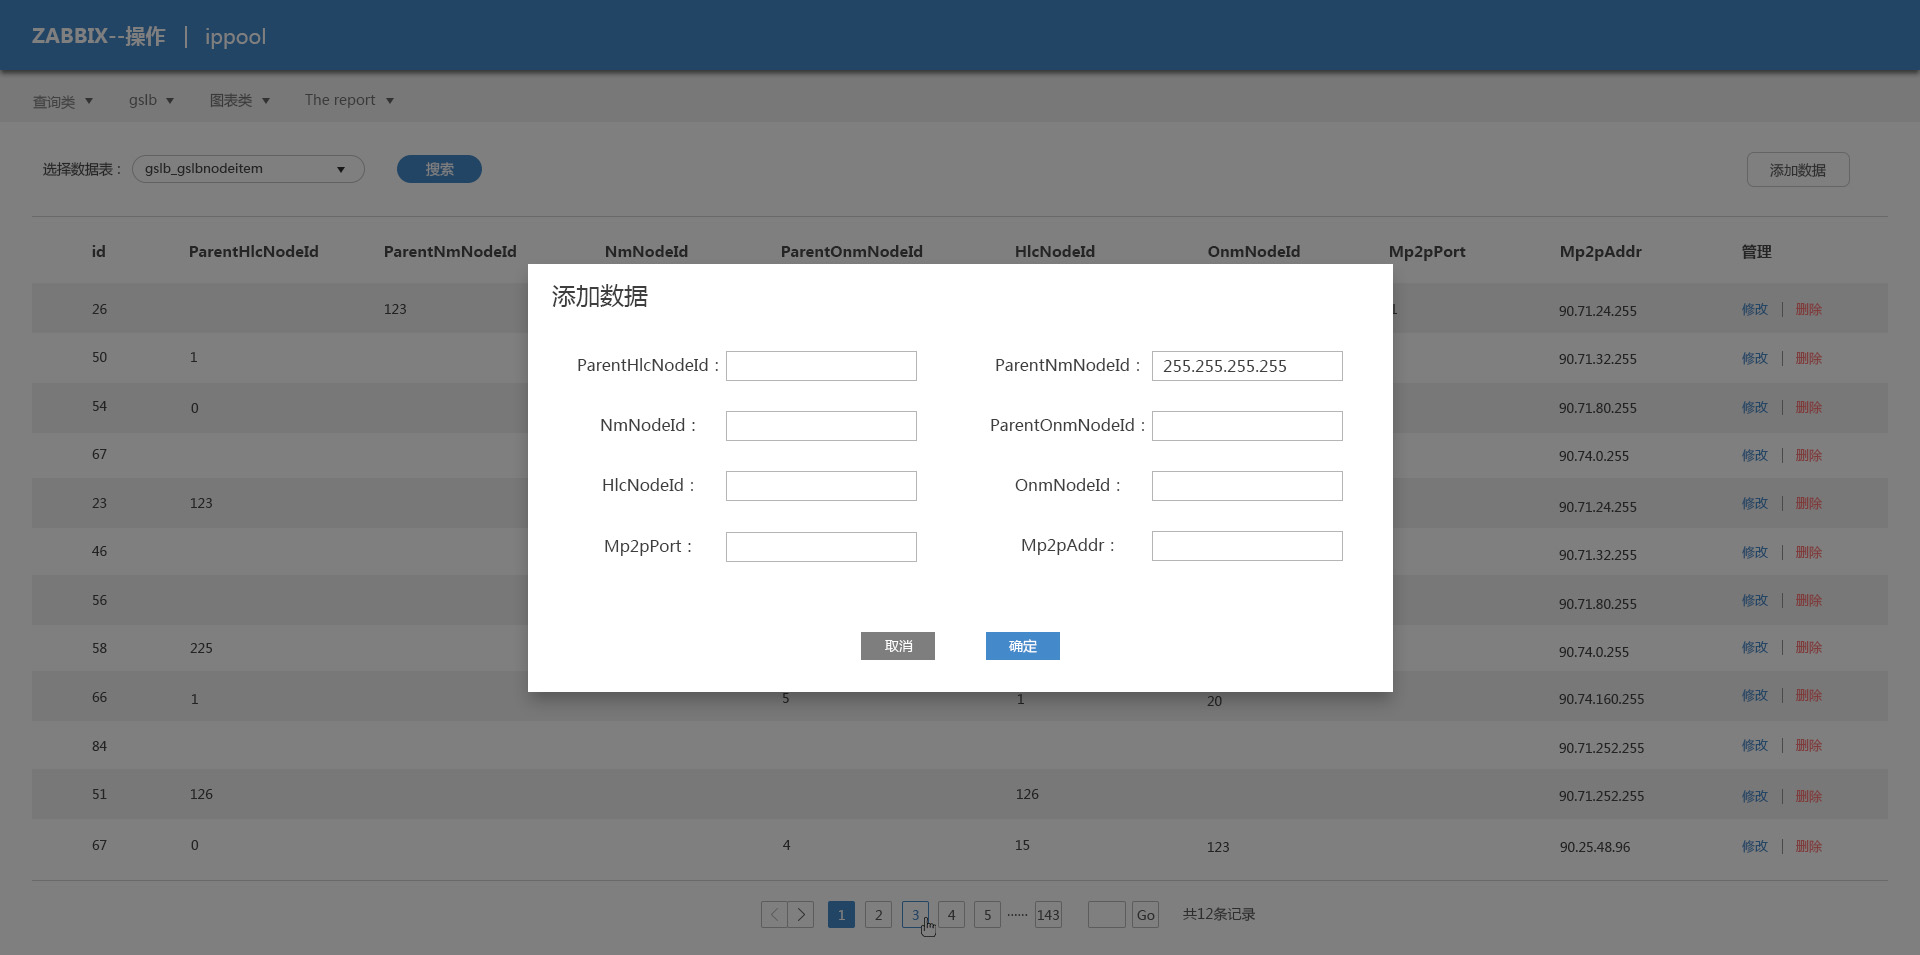 ZABBIX--操作 | ippool
查询类 gslb 图表类 The report
选择数据表： gslb_gslbnodeitem 搜索 添加数据
id ParentHlcNodeId ParentNmNodeId NmNodeId ParentOnmNodeId HlcNodeId OnmNodeId Mp2pPort Mp2pAddr 管理
添加数据
ParentHlcNodeId： ParentNmNodeId： 255.255.255.255
NmNodeId： ParentOnmNodeId：
HlcNodeId： OnmNodeId：
Mp2pPort： Mp2pAddr：
取消 确定
26 123 1 90.71.24.255 修改 | 删除
50 1 90.71.32.255 修改 | 删除
54 0 90.71.80.255 修改 | 删除
67 90.74.0.255 修改 | 删除
23 123 90.71.24.255 修改 | 删除
46 90.71.32.255 修改 | 删除
56 90.71.80.255 修改 | 删除
58 225 90.74.0.255 修改 | 删除
66 1 5 1 20 90.74.160.255 修改 | 删除
84 90.71.252.255 修改 | 删除
51 126 126 90.71.252.255 修改 | 删除
67 0 4 15 123 90.25.48.96 修改 | 删除
< > 1 2 3 4 5 ······ 143 Go 共12条记录